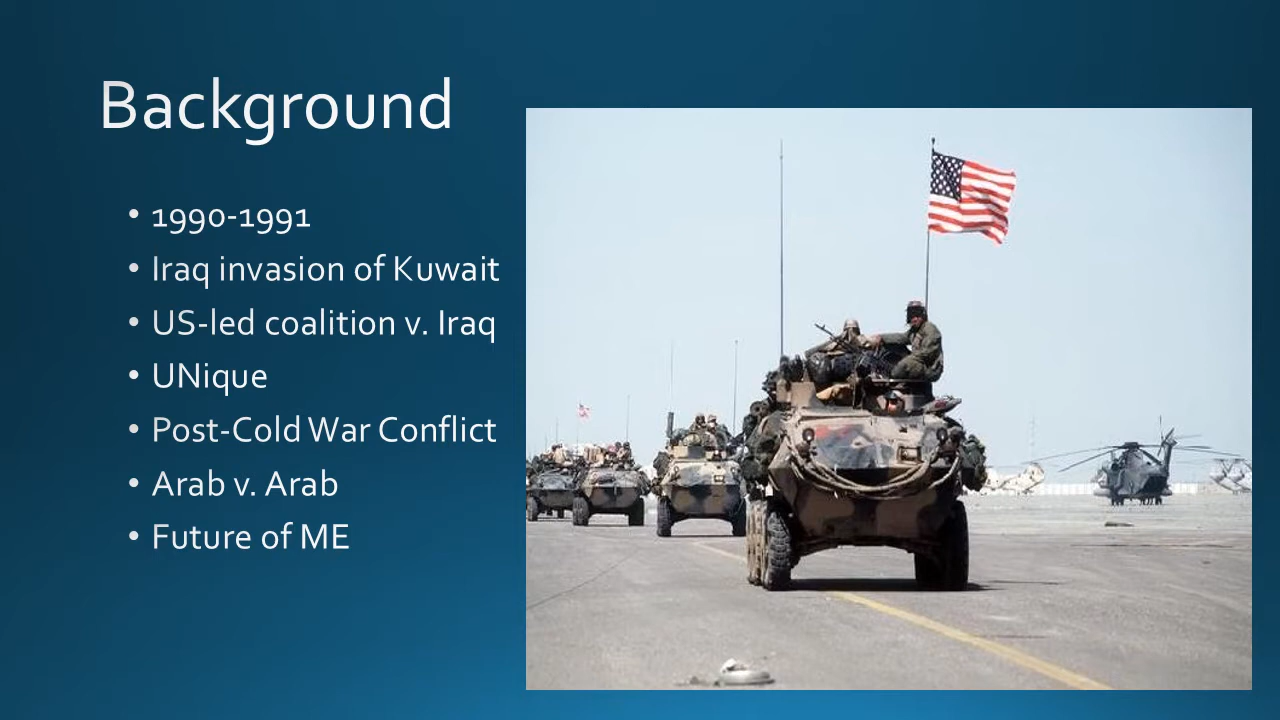 Background
• 1990-1991
• Iraq invasion of Kuwait
• US-led coalition v. Iraq
• UNique
• Post-Cold War Conflict
• Arab v. Arab
• Future of ME